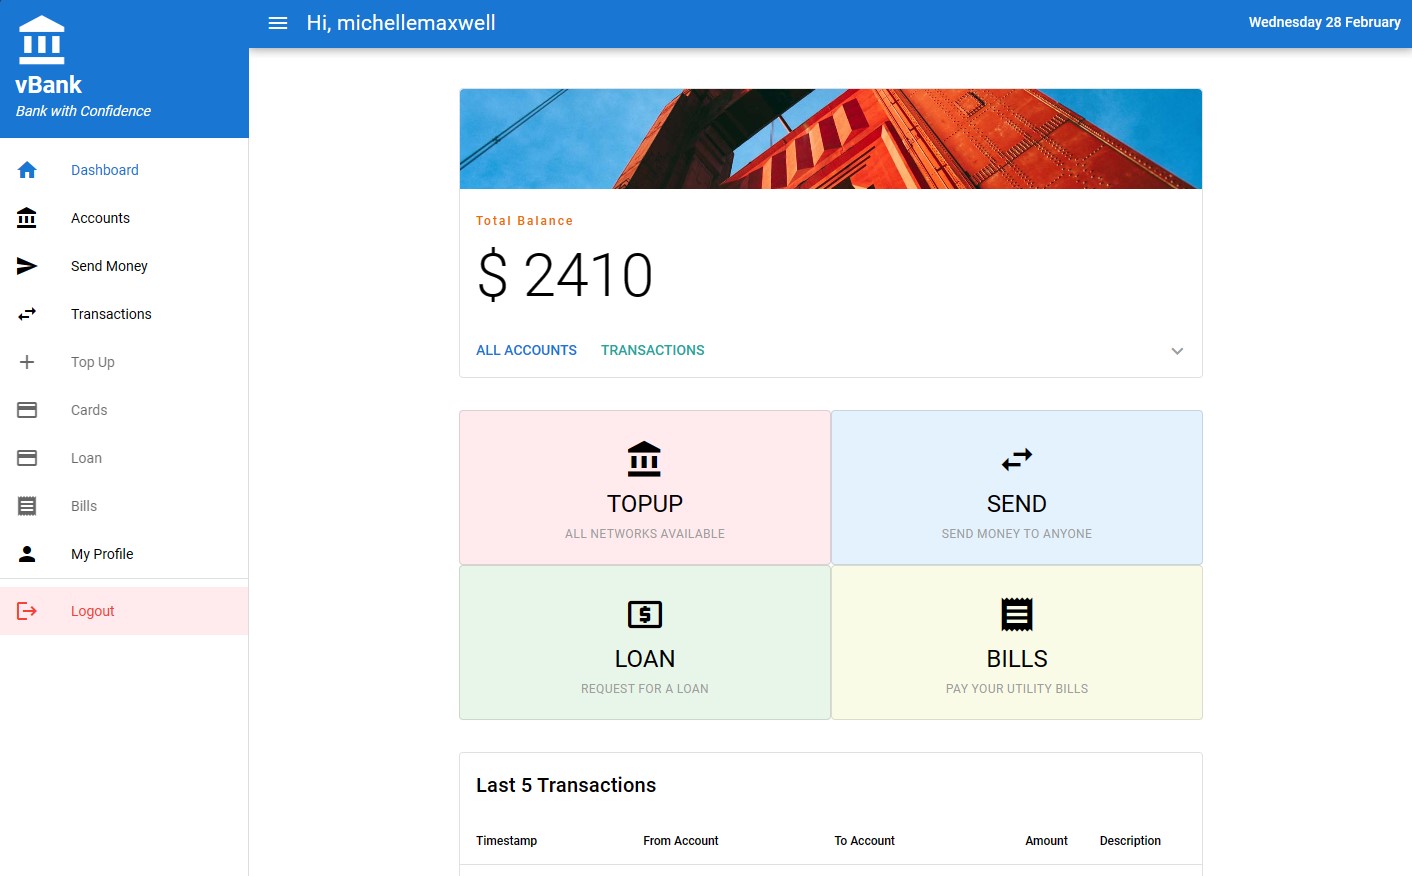 vBank
Bank with Confidence
Hi, michellemaxwell
Wednesday 28 February
Dashboard
Accounts
Send Money
Transactions
Top Up
Cards
Loan
Bills
My Profile
Logout
Total Balance
$ 2410
ALL ACCOUNTS TRANSACTIONS
TOPUP
ALL NETWORKS AVAILABLE
SEND
SEND MONEY TO ANYONE
LOAN
REQUEST FOR A LOAN
BILLS
PAY YOUR UTILITY BILLS
Last 5 Transactions
Timestamp From Account To Account Amount Description